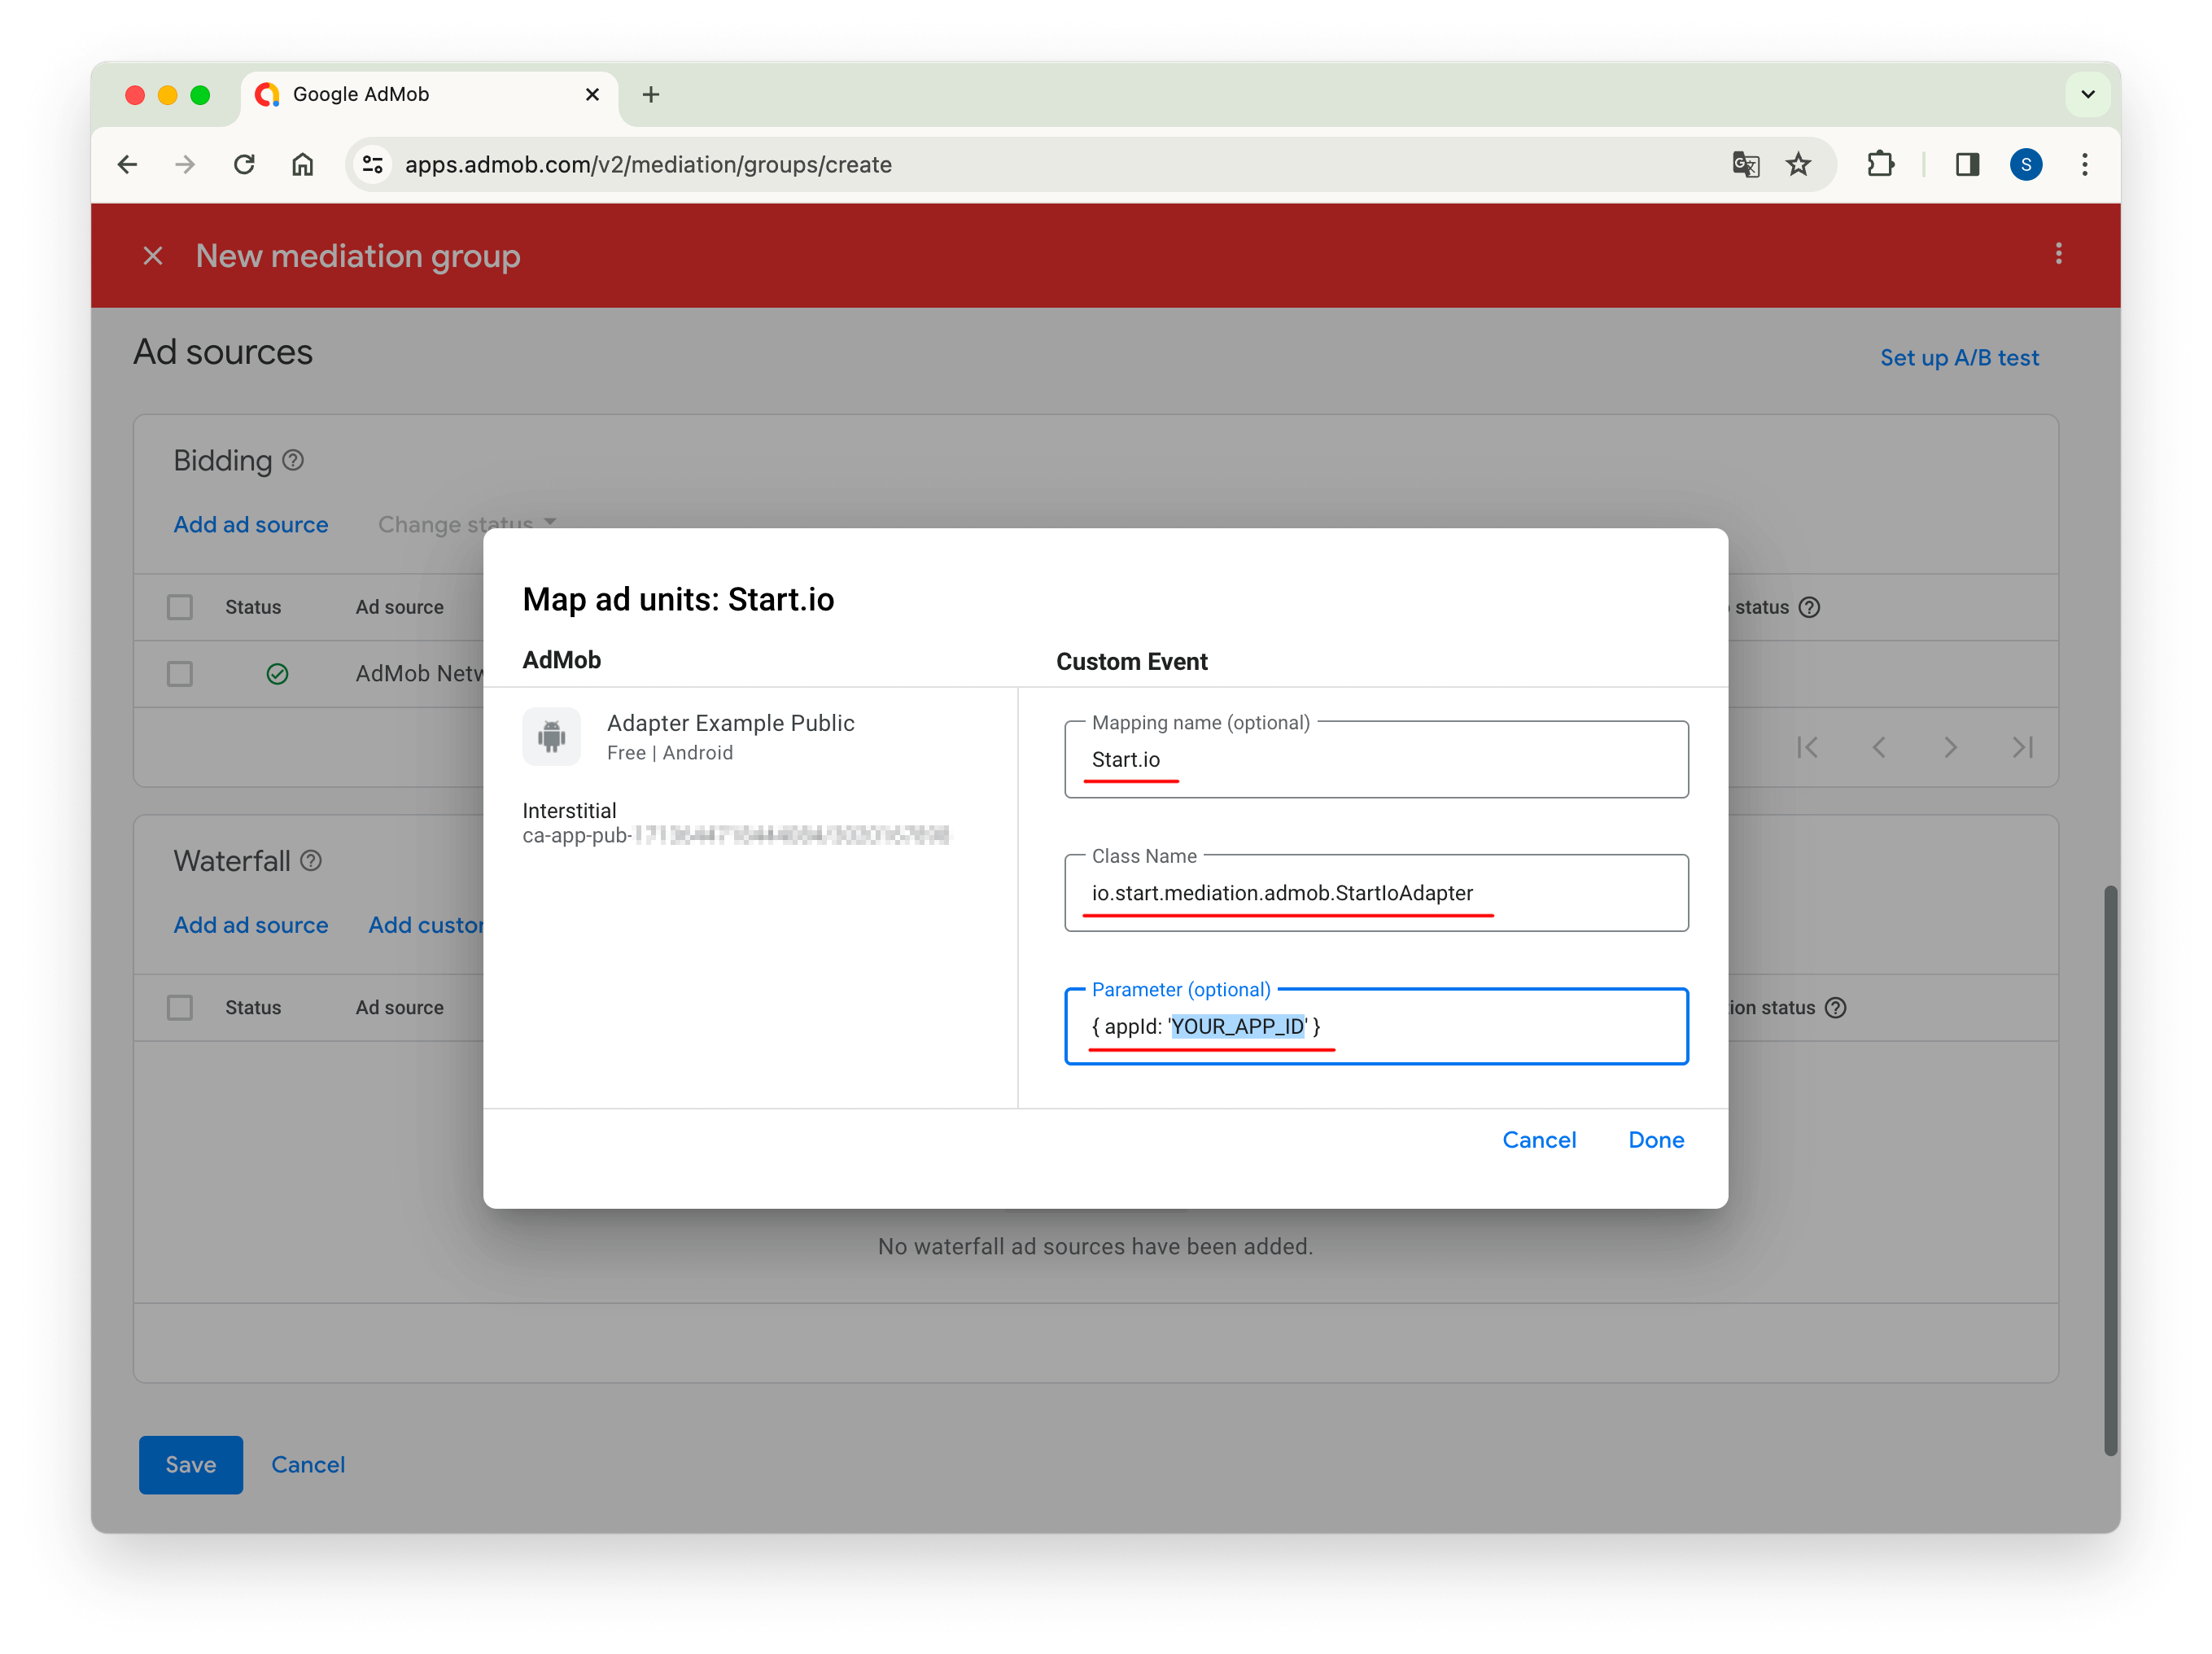 Google AdMob
apps.admob.com/v2/mediation/groups/create
S
New mediation group
Ad sources
Set up A/B test
Bidding
Add ad source Change status
Status Ad source status
AdMob
Waterfall
Add ad source Add
Status Ad source status
Map ad units: Start.io
AdMob
Custom Event
Adapter Example Public
Free | Android
Interstitial
ca-app-pub-
Mapping name (optional)
Start.io
Class Name
io.start.mediation.admob.StartIoAdapter
Parameter (optional)
{ appId: 'YOUR_APP_ID' }
Cancel Done
No waterfall ad sources have been added.
Save Cancel